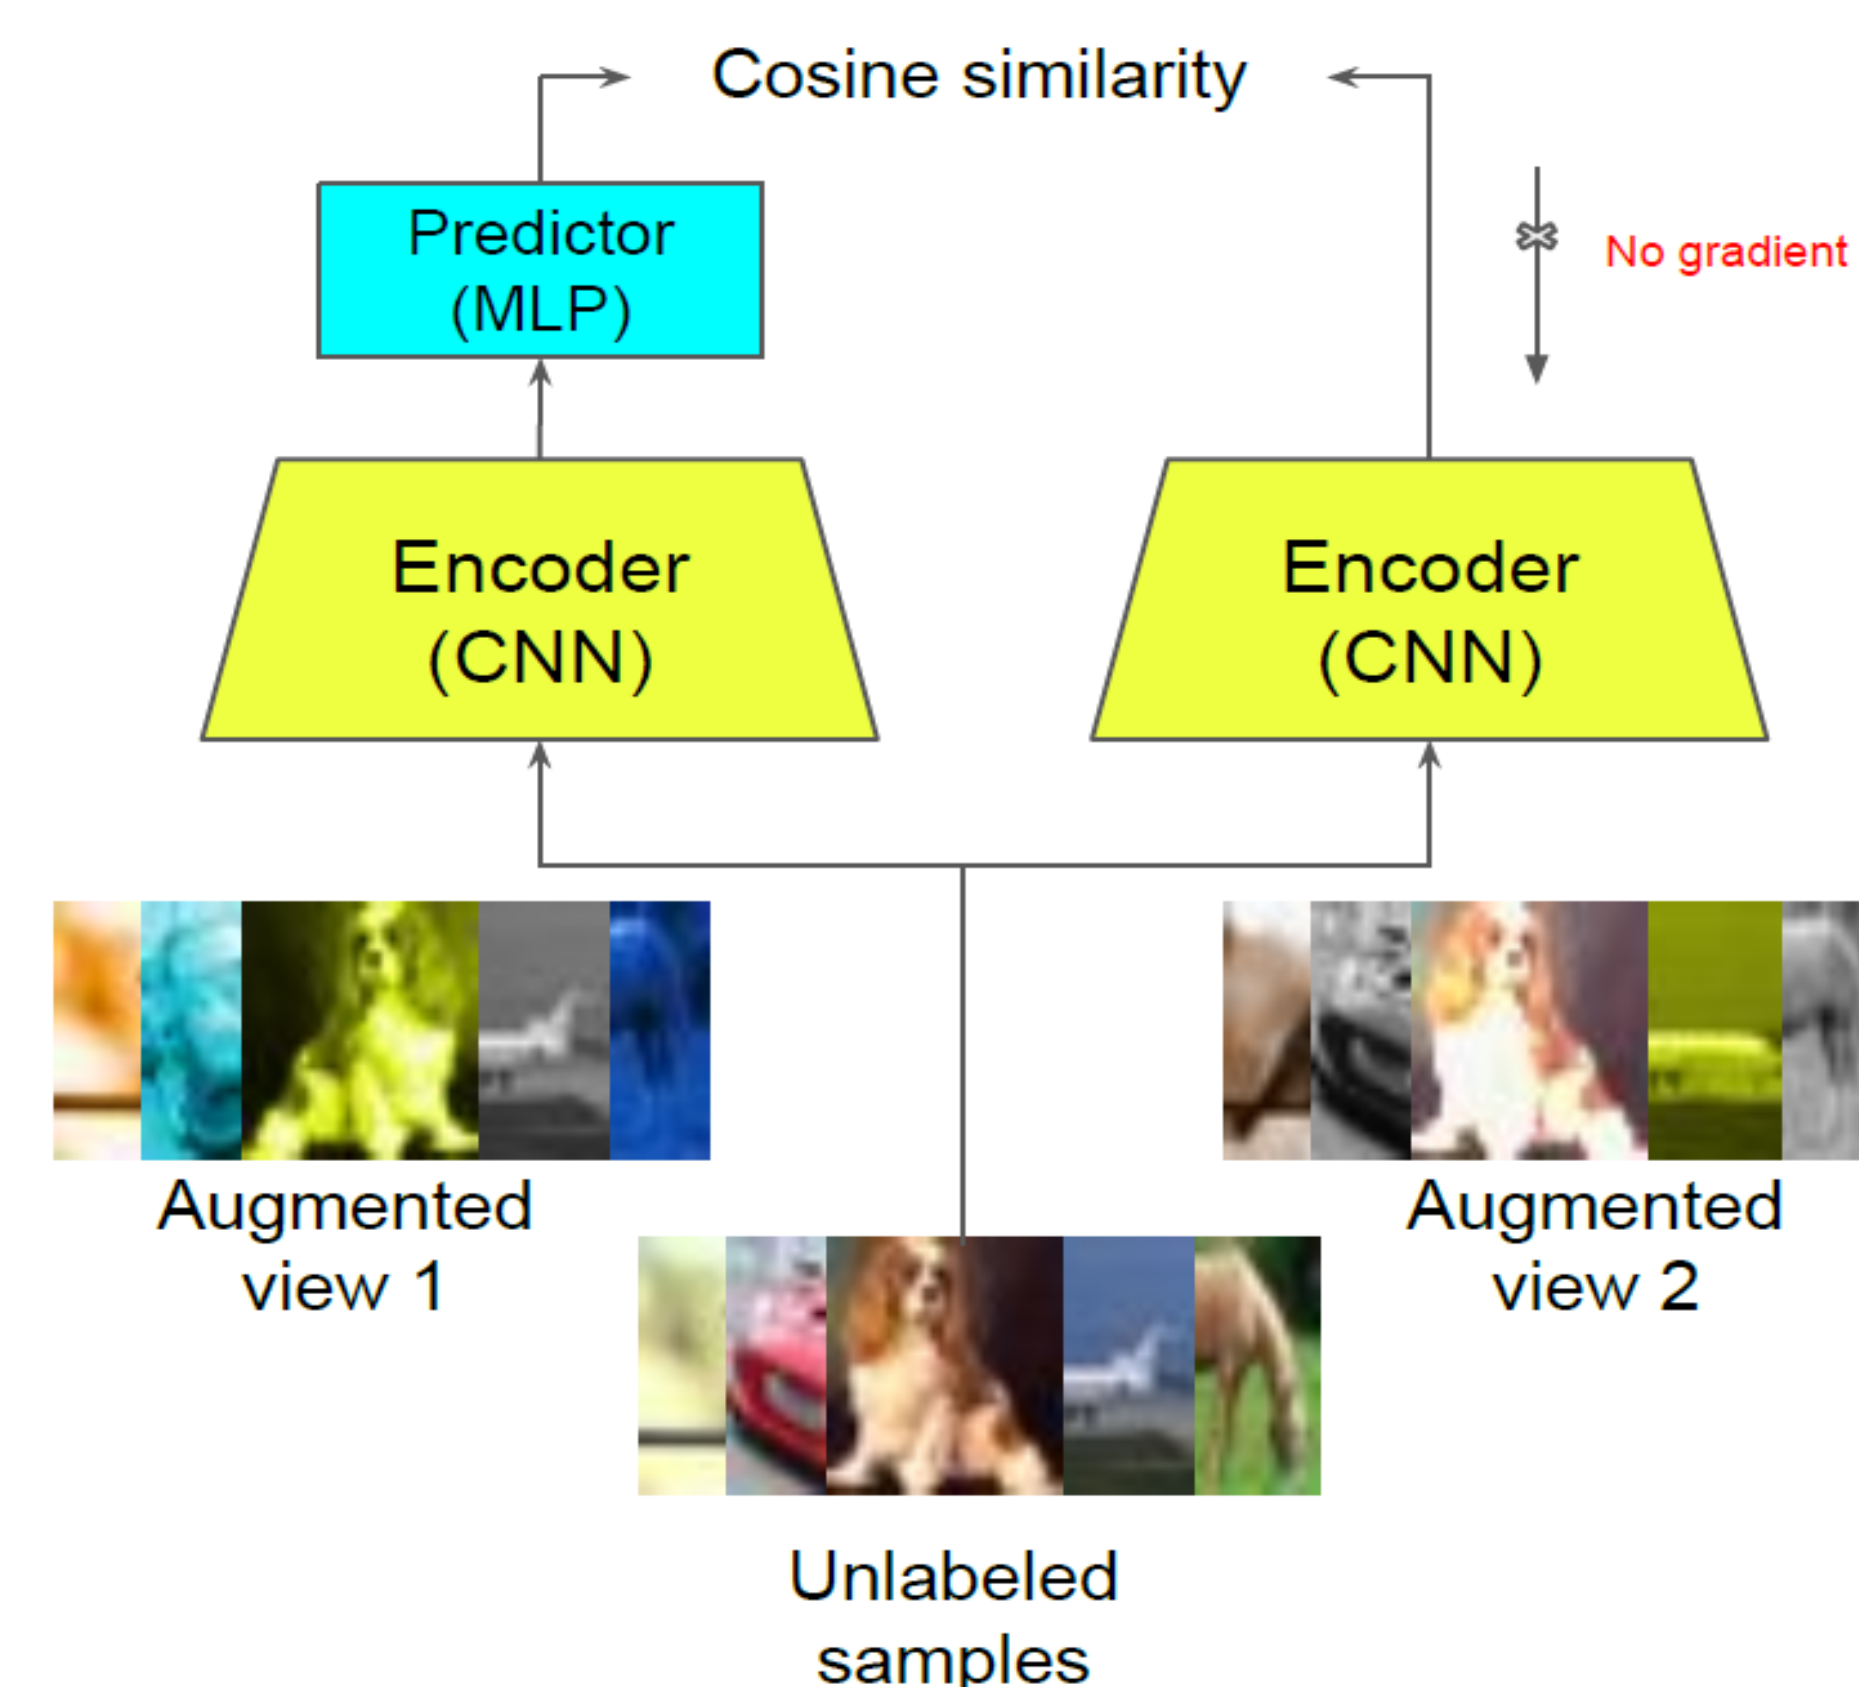 Cosine similarity
Predictor
(MLP)
No gradient
Encoder
(CNN)
Encoder
(CNN)
Augmented
view 1
Augmented
view 2
Unlabeled
samples